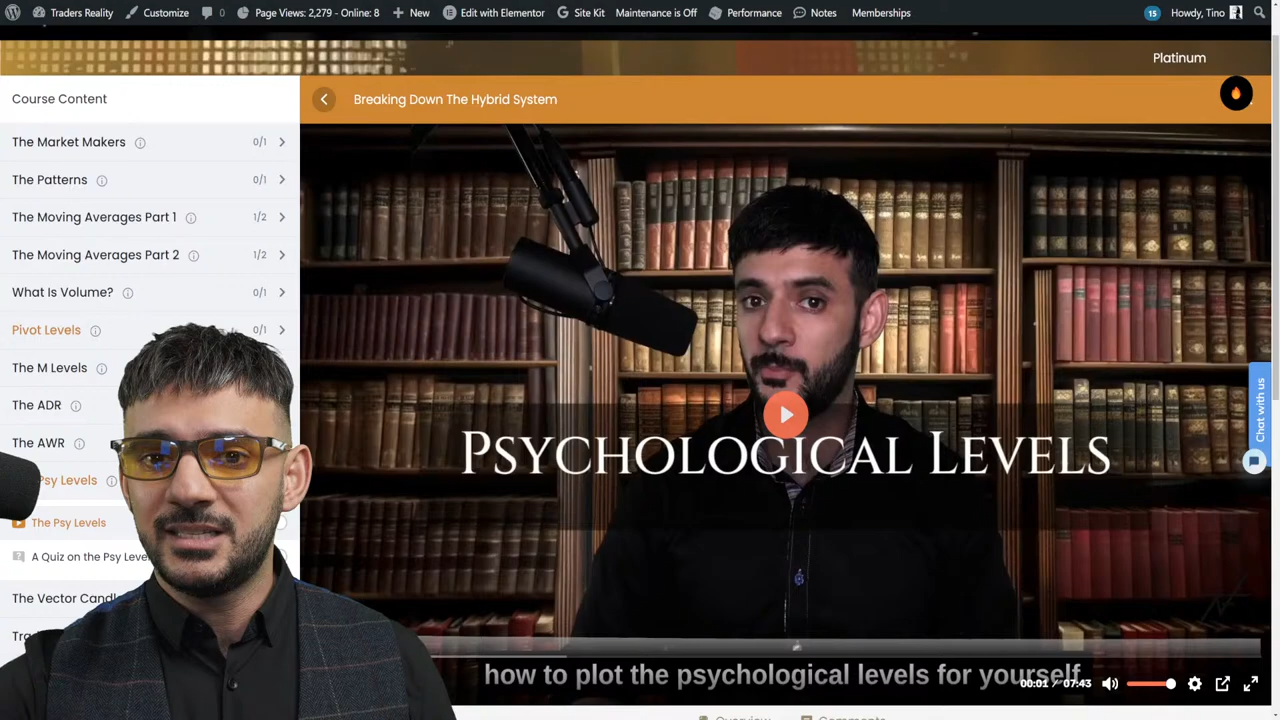 Traders Reality Customize 0 Page Views: 2,279 - Online: 8 New Edit with Elementor Site Kit Maintenance is Off Performance Notes Memberships 15 Howdy, Tino
Platinum
Course Content
Breaking Down The Hybrid System
The Market Makers 0/1
The Patterns 0/1
The Moving Averages Part 1 1/2
The Moving Averages Part 2 1/2
What Is Volume? 0/1
Pivot Levels 0/1
The M Levels
The ADR
The AWR
Psy Levels
The Psy Levels
A Quiz on the Psy Leve
The Vector Candl
Tra
Psychological Levels
Chat with us
how to plot the psychological levels for yourself
00:01 / 07:43
Overview Comments